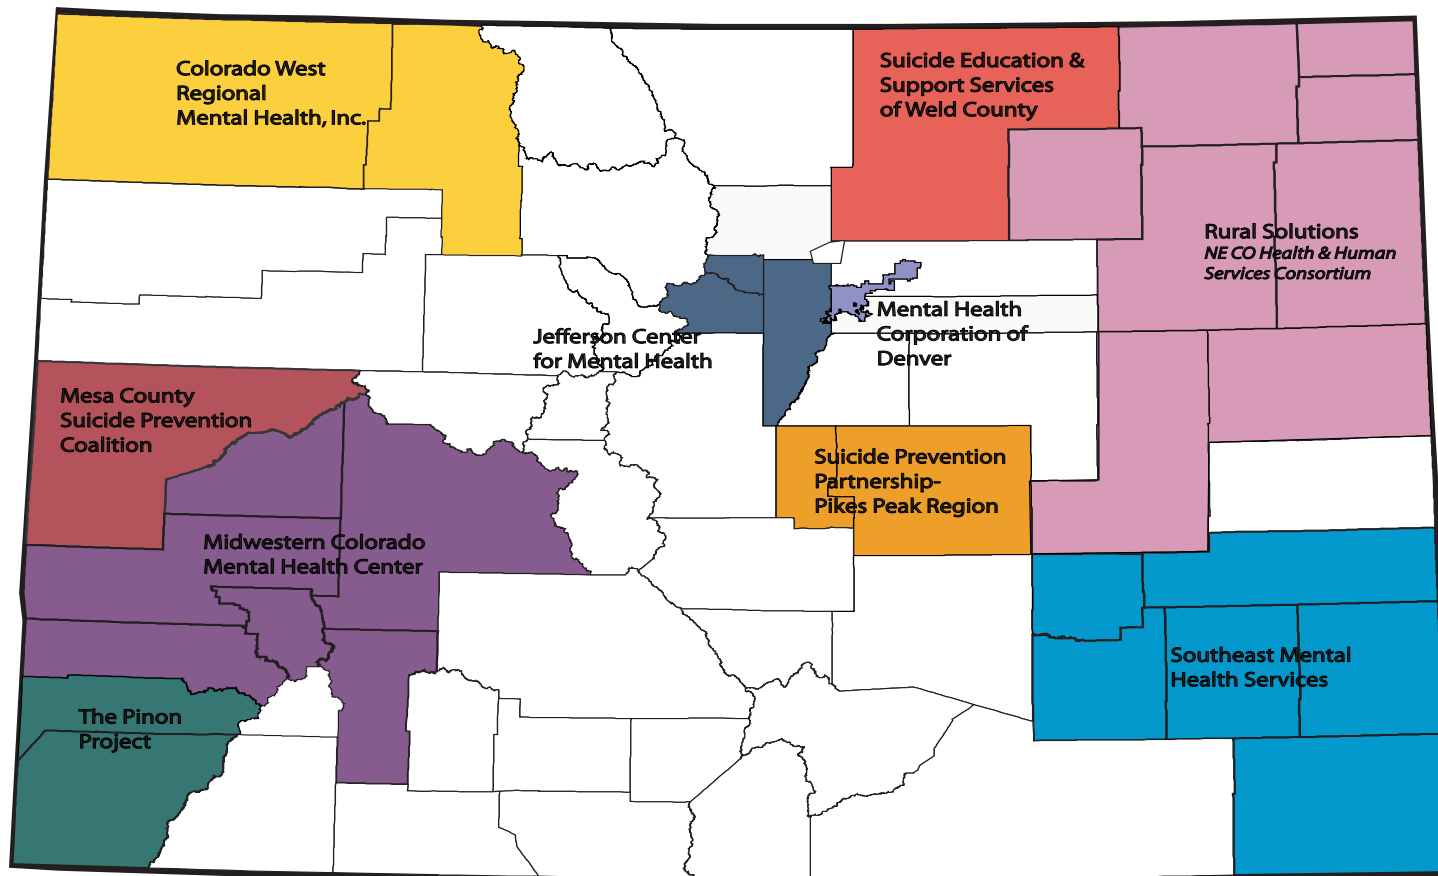 Colorado West
Regional
Mental Health, Inc.
Suicide Education &
Support Services
of Weld County
Rural Solutions
NE CO Health & Human
Services Consortium
Jefferson Center
for Mental Health
Mental Health
Corporation of
Denver
Mesa County
Suicide Prevention
Coalition
Suicide Prevention
Partnership-
Pikes Peak Region
Midwestern Colorado
Mental Health Center
Southeast Mental
Health Services
The Pinon
Project